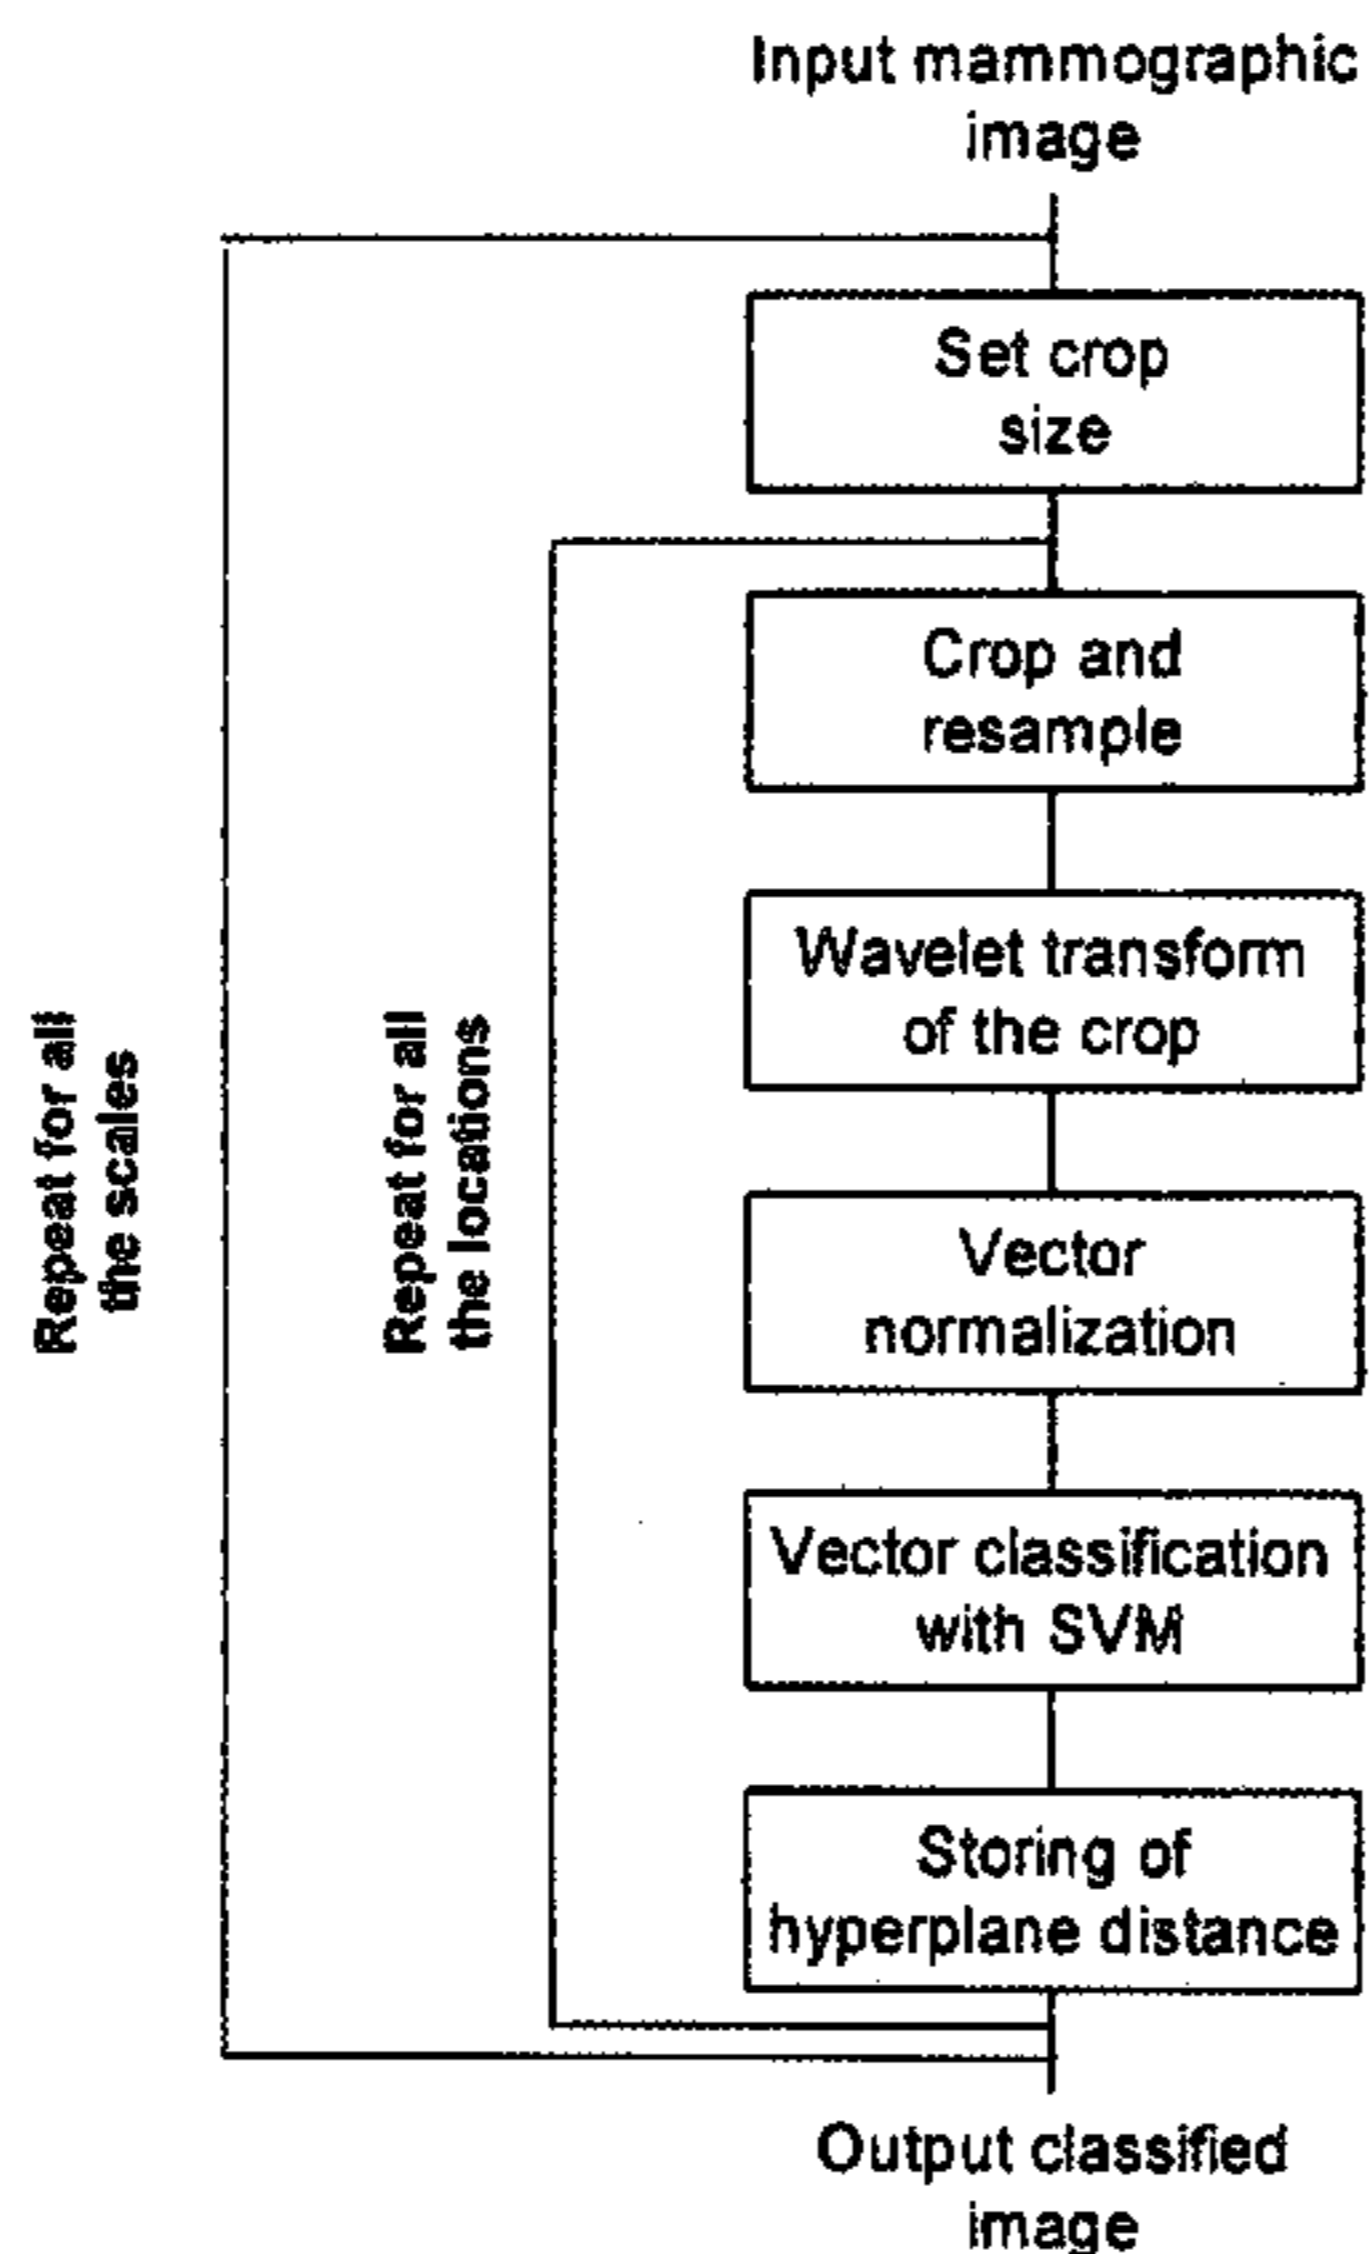 Input mammographic
image
Set crop
size
Crop and
resample
Wavelet transform
of the crop
Vector
normalization
Vector classification
with SVM
Storing of
hyperplane distance
Output classified
image
Repeat for all
the scales
Repeat for all
the locations